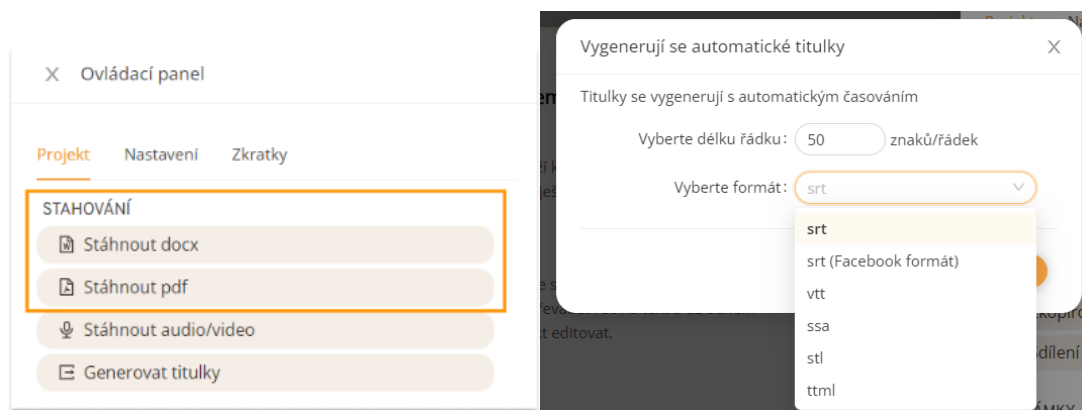 Ovládací panel
Projekt Nastavení Zkratky
STAHOVÁNÍ
Stáhnout docx
Stáhnout pdf
Stáhnout audio/video
Generovat titulky
Vygenerují se automatické titulky
Titulky se vygenerují s automatickým časováním
Vyberte délku řádku: 50 znaků/řádek
Vyberte formát: srt
srt
srt (Facebook formát)
vtt
ssa
stl
ttml
t editovat.